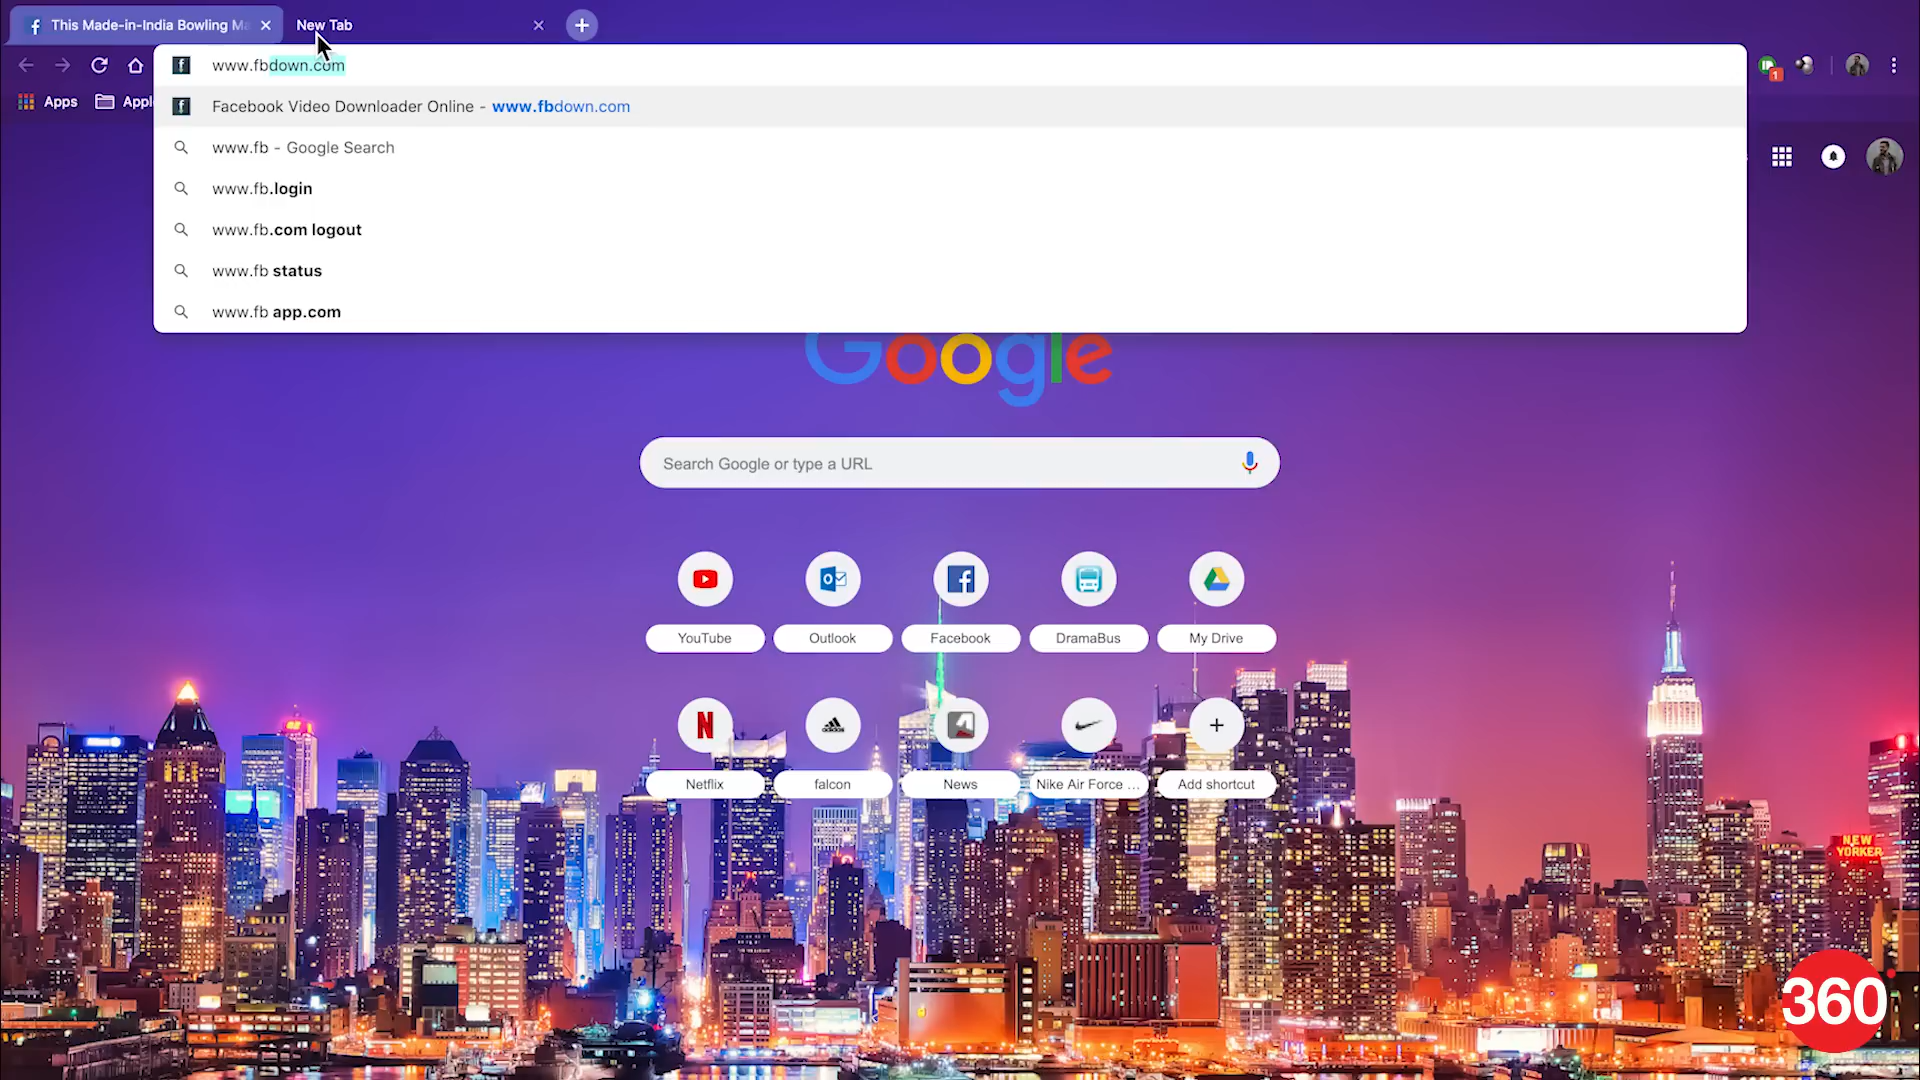 This Made-in-India Bowling Ma
New Tab
www.fbdown.com
1
Apps
Appl
Facebook Video Downloader Online - www.fbdown.com
www.fb - Google Search
www.fb.login
www.fb.com logout
www.fb status
www.fb app.com
Google
Search Google or type a URL
YouTube
Outlook
Facebook
DramaBus
My Drive
Netflix
falcon
News
Nike Air Force ...
Add shortcut
NEW
YORKER
360